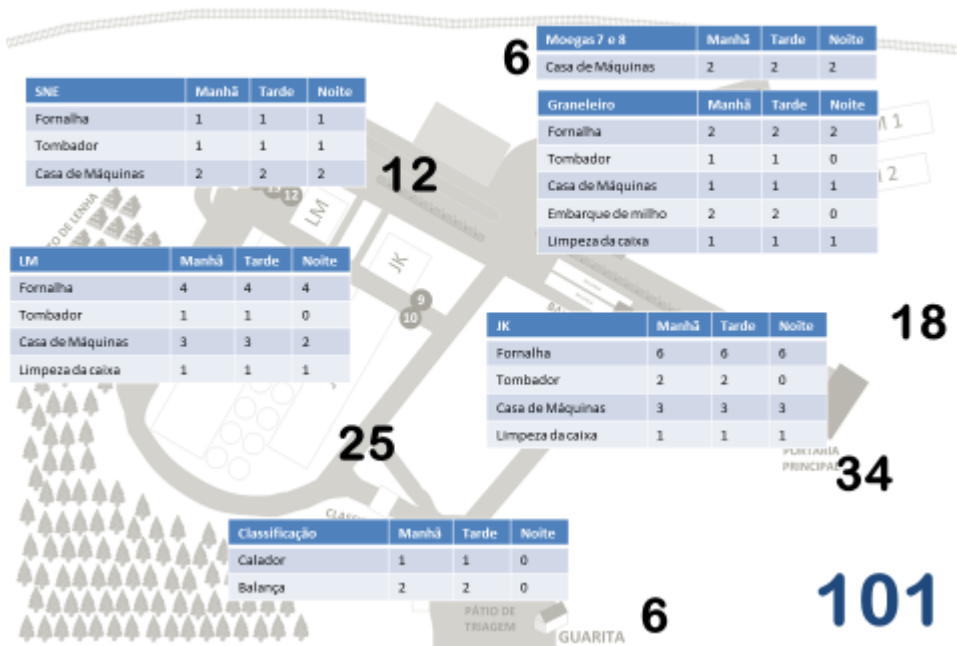 6
Moegas 7 e 8 Manhã Tarde Noite
Casa de Máquinas 2 2 2
SNE Manhã Tarde Noite
Fornalha 1 1 1
Tombador 1 1 1
Casa de Máquinas 2 2 2
12
Graneleiro Manhã Tarde Noite
Fornalha 2 2 2
Tombador 1 1 0
Casa de Máquinas 1 1 1
Embarque de milho 2 2 0
Limpeza da caixa 1 1 1
18
12
LM
JK
9
10
LM Manhã Tarde Noite
Fornalha 4 4 4
Tombador 1 1 0
Casa de Máquinas 3 3 2
Limpeza da caixa 1 1 1
25
JK Manhã Tarde Noite
Fornalha 6 6 6
Tombador 2 2 0
Casa de Máquinas 3 3 3
Limpeza da caixa 1 1 1
PORTARIA
PRINCIPAL
34
Classificação Manhã Tarde Noite
Calador 1 1 0
Balança 2 2 0
PÁTIO DE
TRIAGEM
GUARITA
6
101